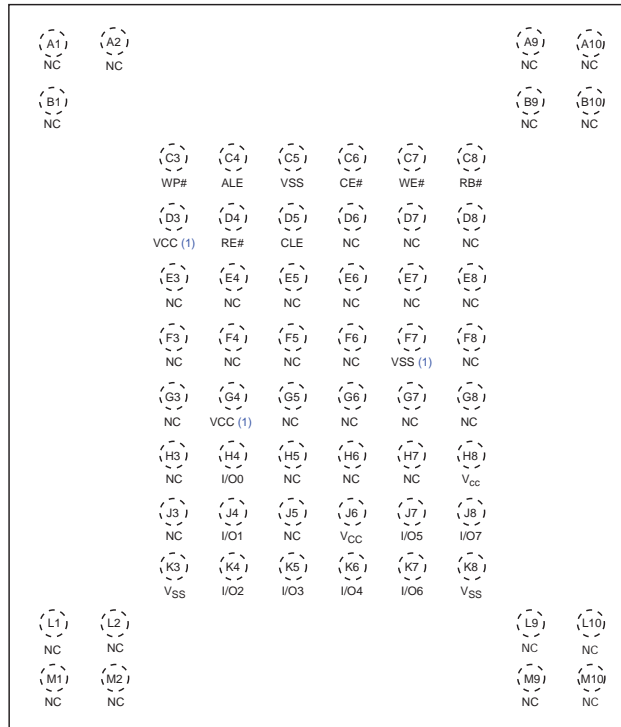 A1 A2 A9 A10
NC NC NC NC
B1 B9 B10
NC NC NC
C3 C4 C5 C6 C7 C8
WP# ALE VSS CE# WE# RB#
D3 D4 D5 D6 D7 D8
VCC (1) RE# CLE NC NC NC
E3 E4 E5 E6 E7 E8
NC NC NC NC NC NC
F3 F4 F5 F6 F7 F8
NC NC NC NC VSS (1) NC
G3 G4 G5 G6 G7 G8
NC VCC (1) NC NC NC NC
H3 H4 H5 H6 H7 H8
NC I/O0 NC NC NC Vcc
J3 J4 J5 J6 J7 J8
NC I/O1 NC VCC I/O5 I/O7
K3 K4 K5 K6 K7 K8
VSS I/O2 I/O3 I/O4 I/O6 VSS
L1 L2 L9 L10
NC NC NC NC
M1 M2 M9 M10
NC NC NC NC